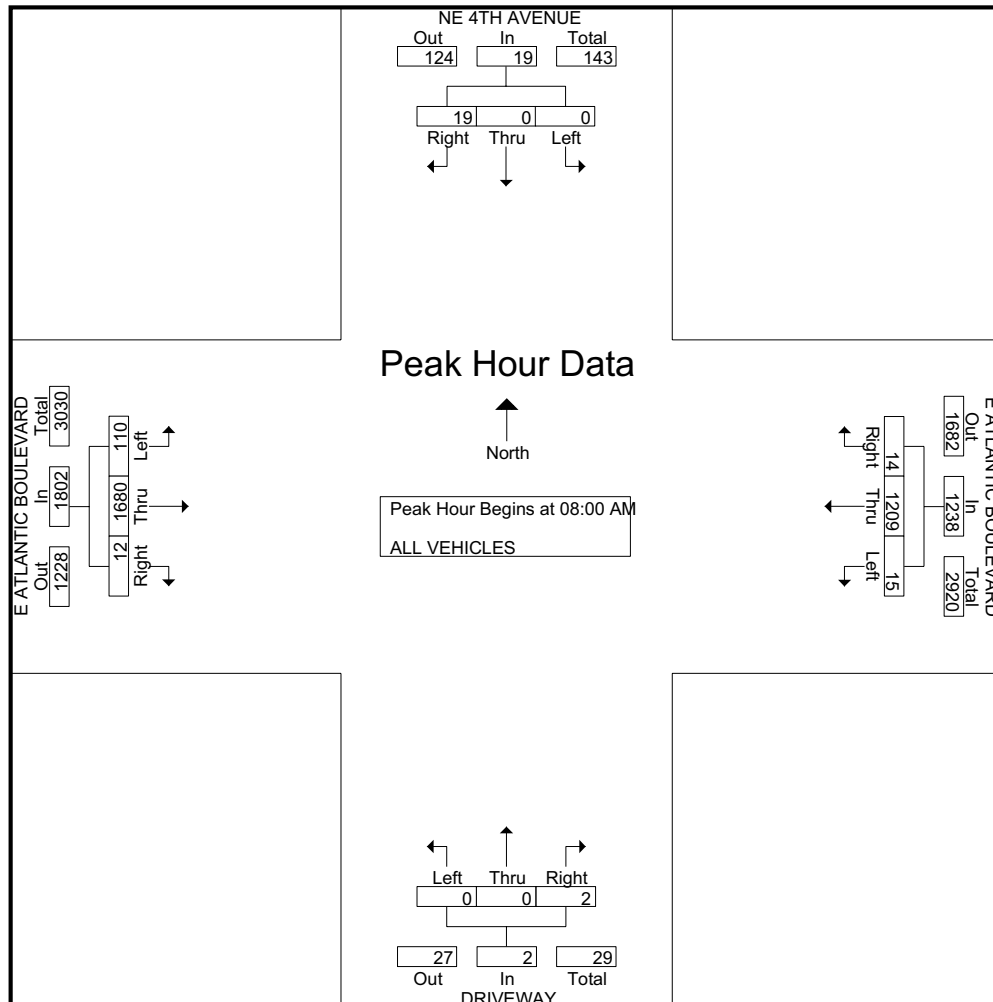 NE 4TH AVENUE
Out In Total
124 19 143
19 0 0
Right Thru Left
Peak Hour Data
North
Peak Hour Begins at 08:00 AM
ALL VEHICLES
E ATLANTIC BOULEVARD
Out In Total
1228 1802 3030
110 1680 12
Left Thru Right
E ATLANTIC BOULEVARD
Out In Total
1682 1238 2920
14 1209 15
Right Thru Left
Left Thru Right
0 0 2
27 2 29
Out In Total
DRIVEWAY